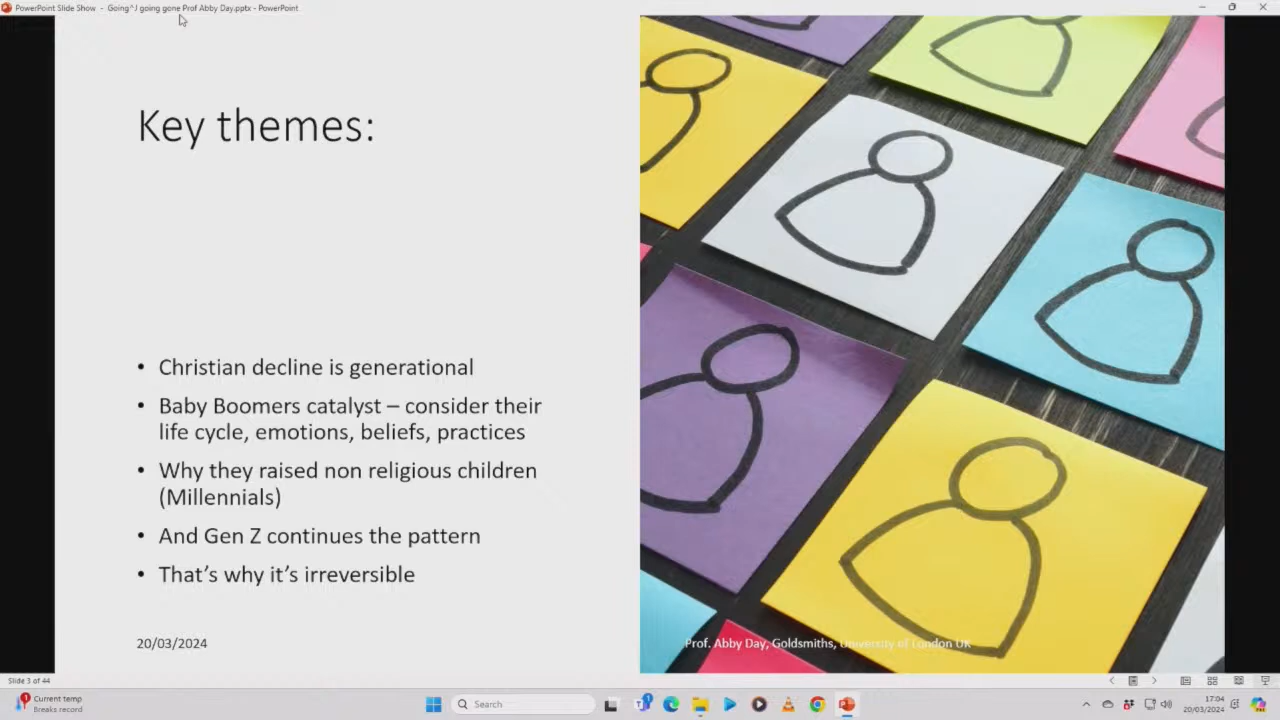 PowerPoint Slide Show - Going^J going gone Prof Abby Day.pptx - PowerPoint
Key themes:
• Christian decline is generational
• Baby Boomers catalyst – consider their
life cycle, emotions, beliefs, practices
• Why they raised non religious children
(Millennials)
• And Gen Z continues the pattern
• That's why it's irreversible
20/03/2024
Prof. Abby Day, Goldsmiths, University of London UK
Slide 3 of 44
Current temp
Breaks record
Search
17:04
20/03/2024